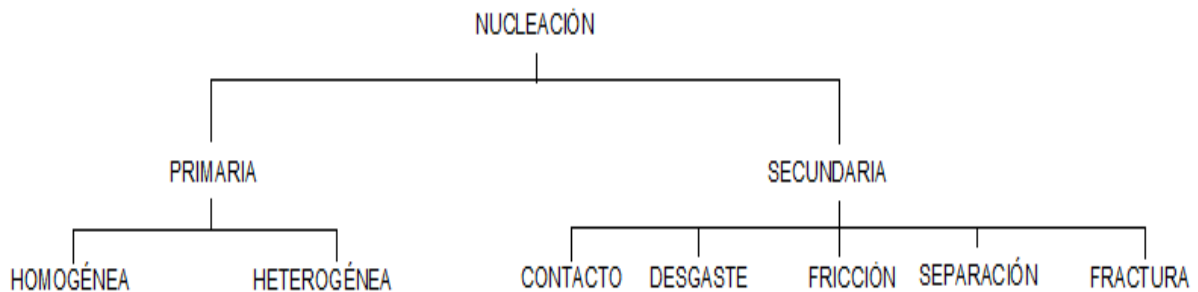 NUCLEACIÓN
PRIMARIA SECUNDARIA
HOMOGÉNEA HETEROGÉNEA CONTACTO DESGASTE FRICCIÓN SEPARACIÓN FRACTURA